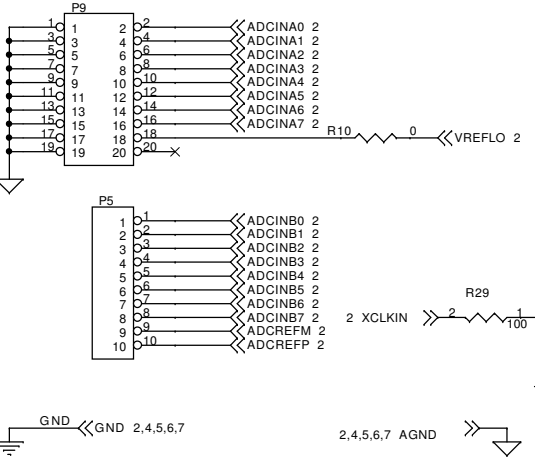 P9
1 1 2 2 ADCINA0 2
3 3 4 4 ADCINA1 2
5 5 6 6 ADCINA2 2
7 7 8 8 ADCINA3 2
9 9 10 10 ADCINA4 2
11 11 12 12 ADCINA5 2
13 13 14 14 ADCINA6 2
15 15 16 16 ADCINA7 2
17 17 18 18 R10 0 VREFLO 2
19 19 20 20
P5
1 1 ADCINB0 2
2 2 ADCINB1 2
3 3 ADCINB2 2
4 4 ADCINB3 2
5 5 ADCINB4 2
6 6 ADCINB5 2
7 7 ADCINB6 2
8 8 ADCINB7 2
9 9 ADCREFM 2
10 10 ADCREFP 2
R29
2 XCLKIN 2 1
100
GND GND 2,4,5,6,7
2,4,5,6,7 AGND